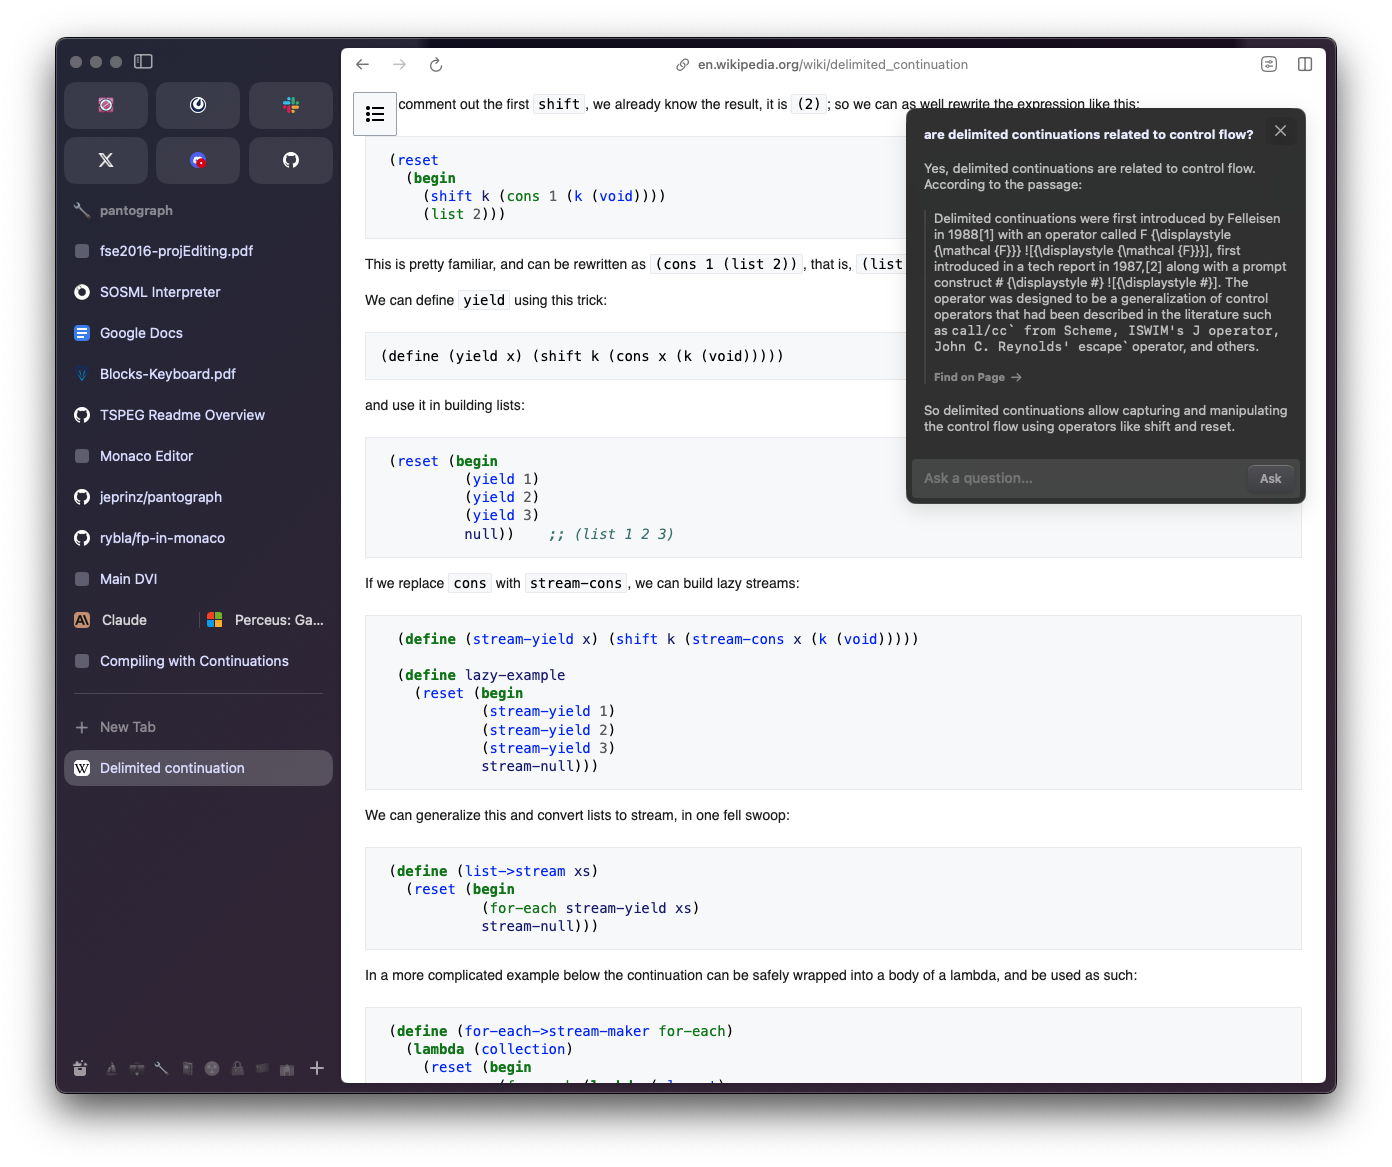 pantograph
fse2016-projEditing.pdf
SOSML Interpreter
Google Docs
Blocks-Keyboard.pdf
TSPEG Readme Overview
Monaco Editor
jeprinz/pantograph
rybla/fp-in-monaco
Main DVI
Claude
Perceus: Ga...
Compiling with Continuations
New Tab
Delimited continuation
en.wikipedia.org/wiki/delimited_continuation
comment out the first shift, we already know the result, it is (2); so we can as well rewrite the expression like this:
(reset
  (begin
    (shift k (cons 1 (k (void))))
    (list 2)))
This is pretty familiar, and can be rewritten as (cons 1 (list 2)), that is, (list
We can define yield using this trick:
(define (yield x) (shift k (cons x (k (void)))))
and use it in building lists:
(reset (begin
         (yield 1)
         (yield 2)
         (yield 3)
         null))    ;; (list 1 2 3)
If we replace cons with stream-cons, we can build lazy streams:
(define (stream-yield x) (shift k (stream-cons x (k (void)))))
(define lazy-example
  (reset (begin
          (stream-yield 1)
          (stream-yield 2)
          (stream-yield 3)
          stream-null)))
We can generalize this and convert lists to stream, in one fell swoop:
(define (list->stream xs)
  (reset (begin
           (for-each stream-yield xs)
           stream-null)))
In a more complicated example below the continuation can be safely wrapped into a body of a lambda, and be used as such:
(define (for-each->stream-maker for-each)
  (lambda (collection)
    (reset (begin
are delimited continuations related to control flow?
Yes, delimited continuations are related to control flow.
According to the passage:
Delimited continuations were first introduced by Felleisen
in 1988[1] with an operator called F {\displaystyle
{\mathcal {F}}} ![{\displaystyle {\mathcal {F}}}], first
introduced in a tech report in 1987,[2] along with a prompt
construct # {\displaystyle #} ![{\displaystyle #}]. The
operator was designed to be a generalization of control
operators that had been described in the literature such
as call/cc` from Scheme, ISWIM's J operator,
John C. Reynolds' escape` operator, and others.
Find on Page →
So delimited continuations allow capturing and manipulating
the control flow using operators like shift and reset.
Ask a question...
Ask